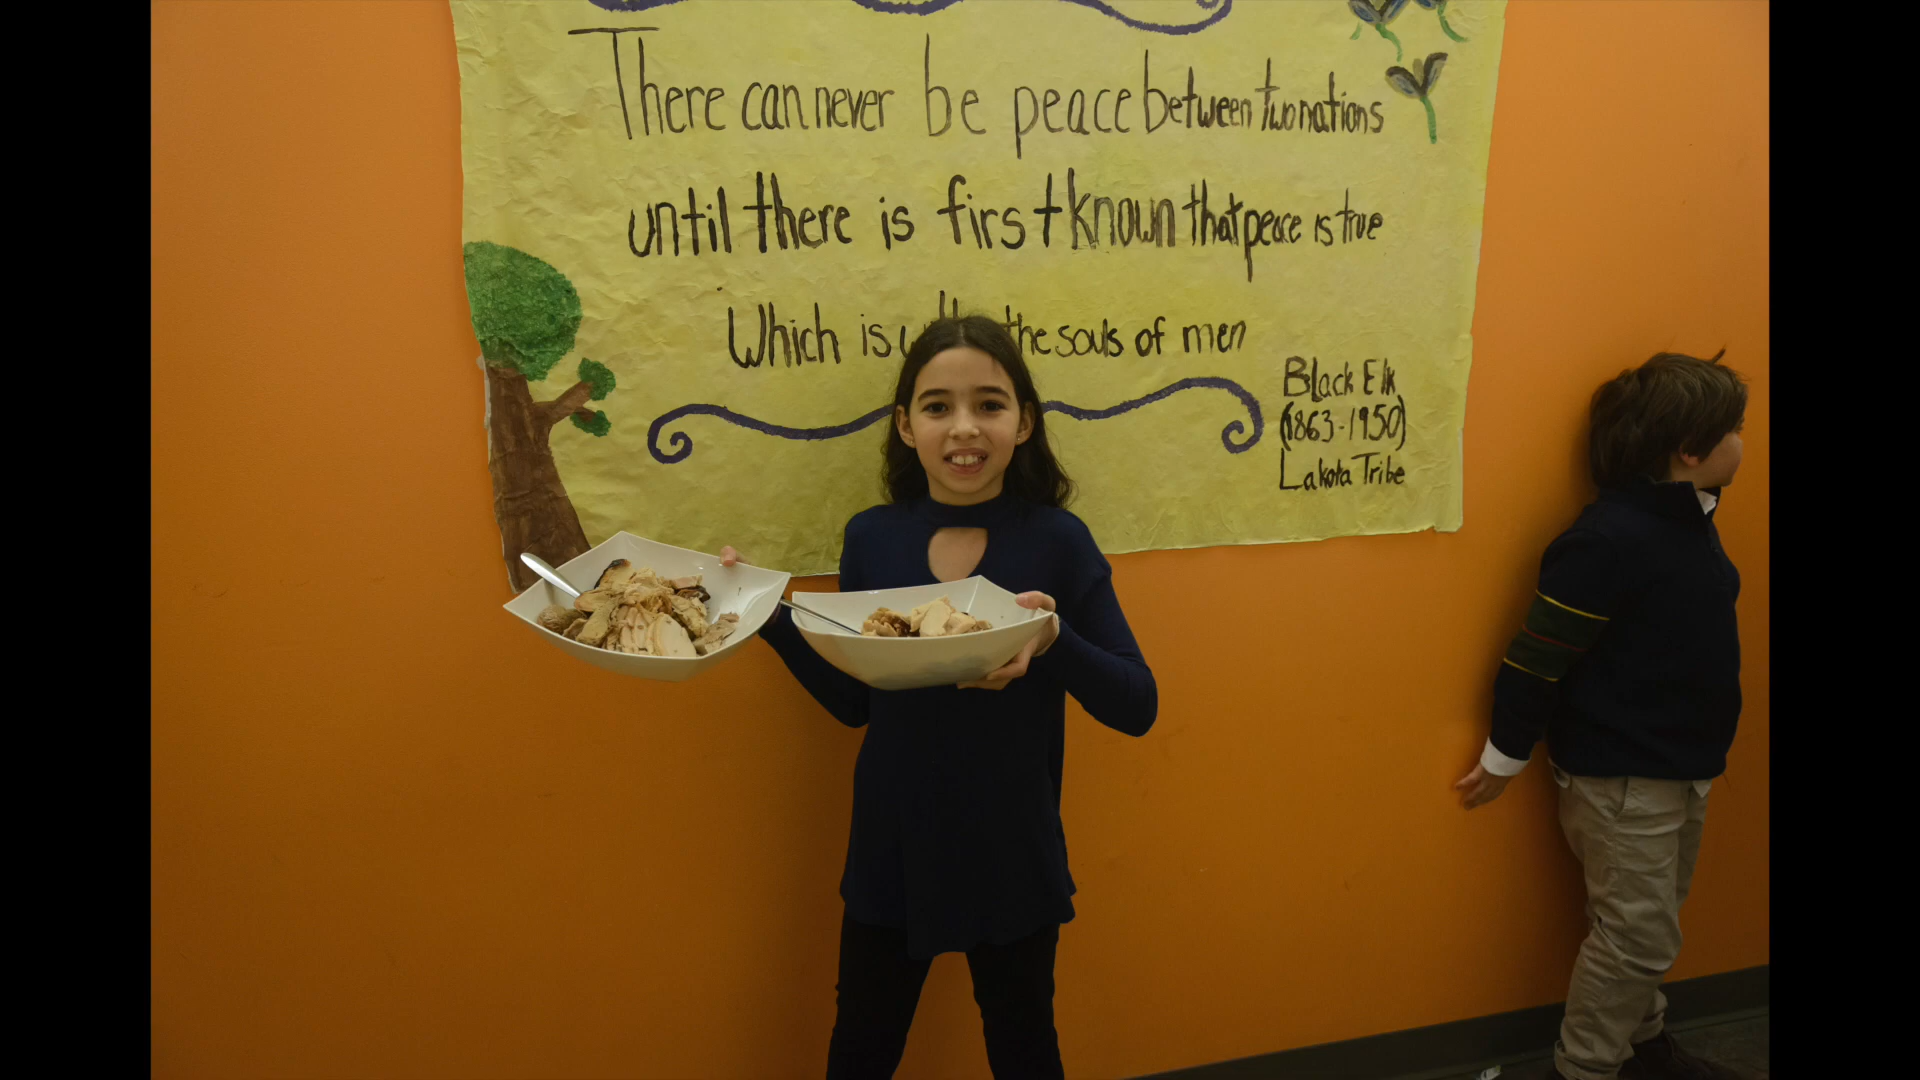 There can never be peace between two nations
until there is first known that peace is true
Which is the souls of men
Black Elk
(1863-1950)
Lakota Tribe